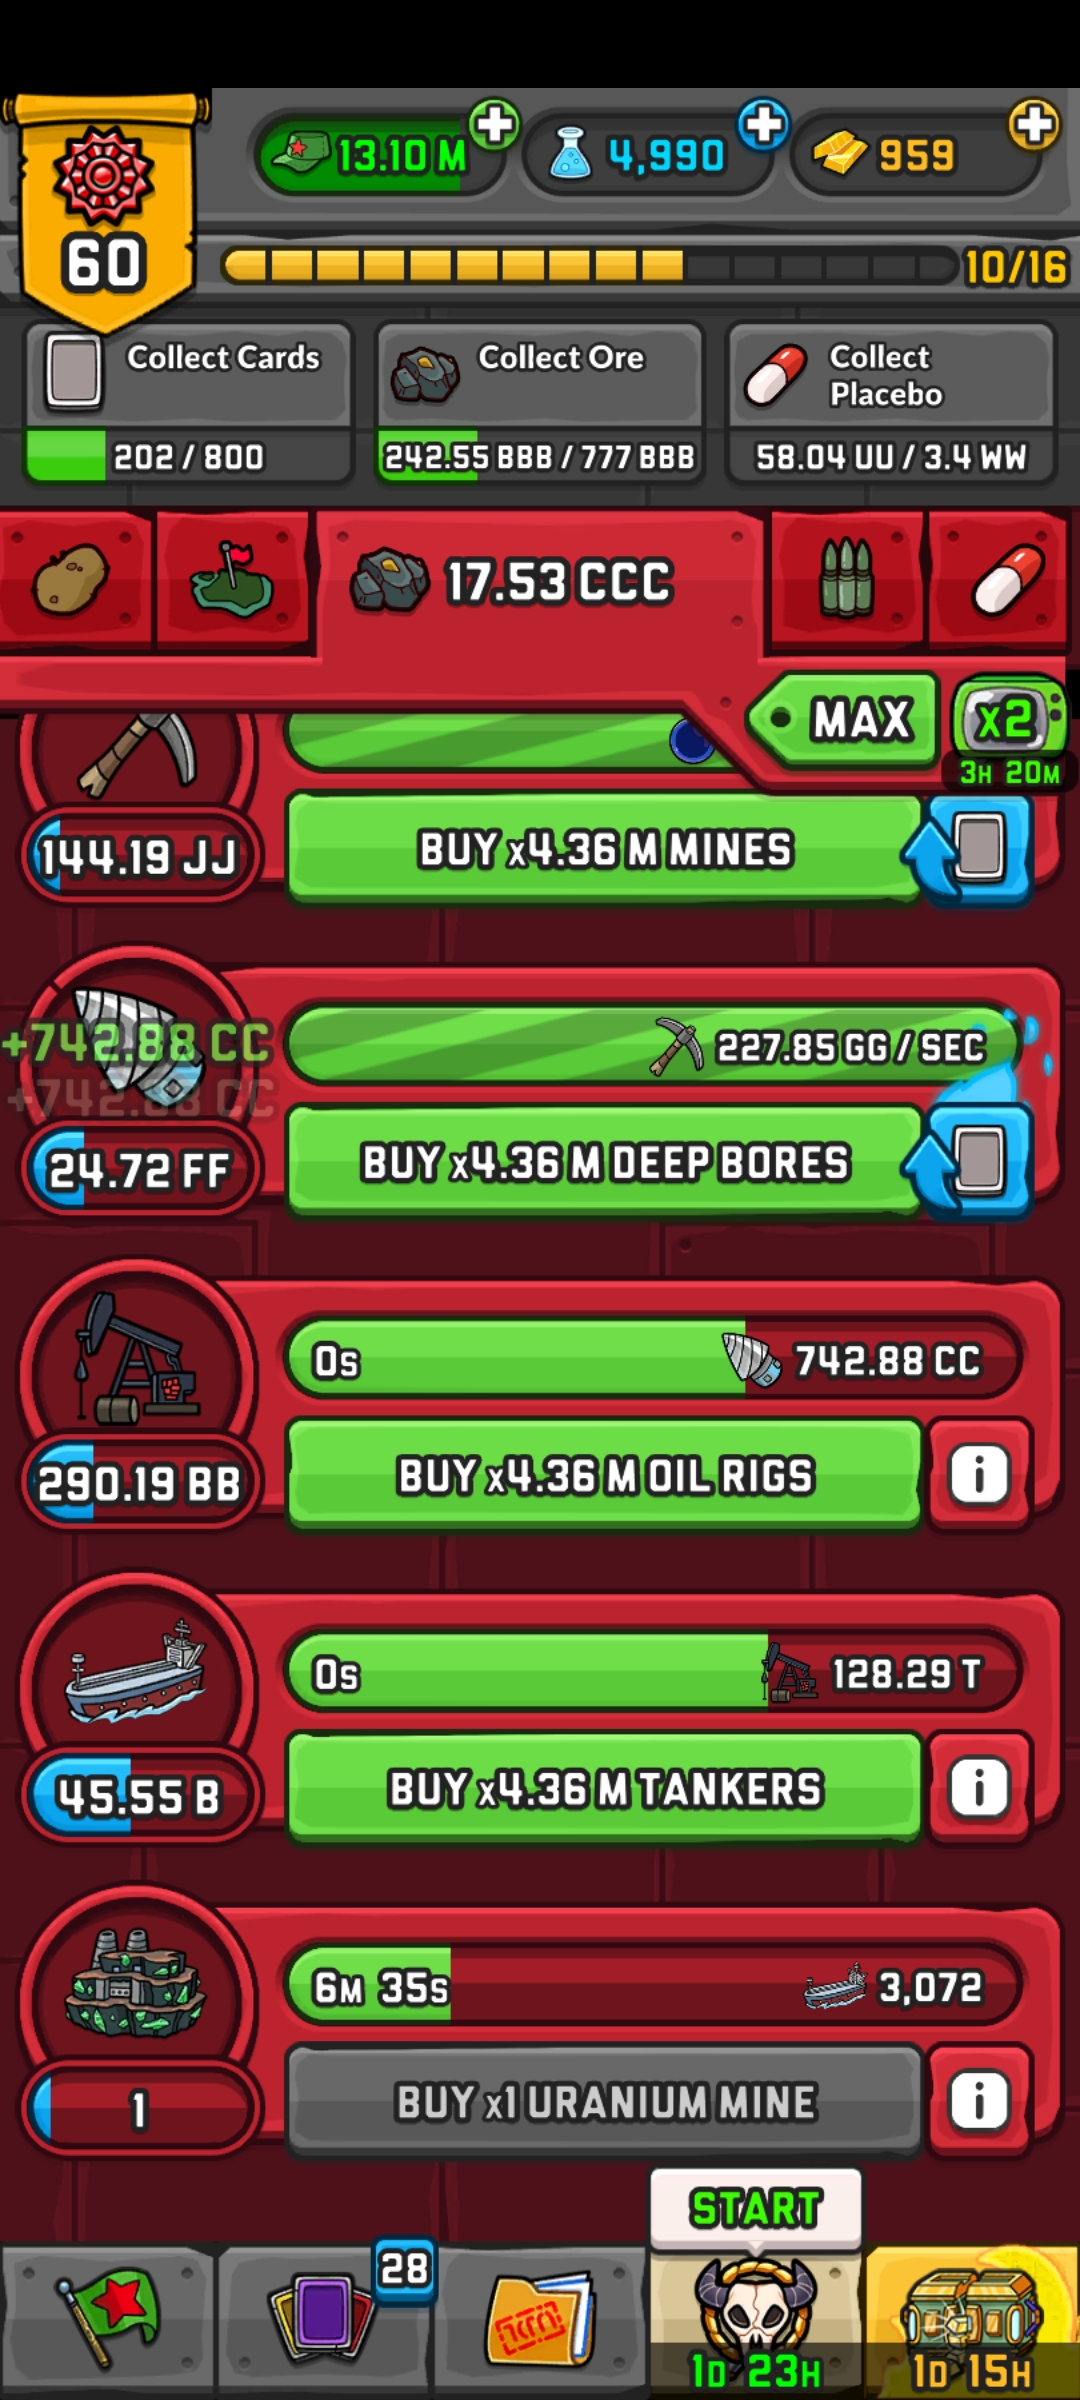 13.10 M
4,990
959
60
10/16
Collect Cards
202 / 800
Collect Ore
242.55 BBB / 777 BBB
Collect
Placebo
58.04 UU / 3.4 WW
17.53 CCC
MAX
x2
3H 20M
144.19 JJ
BUY x4.36 M MINES
+742.88 CC
+742.88 CC
227.85 GG / SEC
24.72 FF
BUY x4.36 M DEEP BORES
0s
742.88 CC
290.19 BB
BUY x4.36 M OIL RIGS
i
0s
128.29 T
45.55 B
BUY x4.36 M TANKERS
i
6M 35s
3,072
1
BUY x1 URANIUM MINE
i
START
28
1D 23H
1D 15H